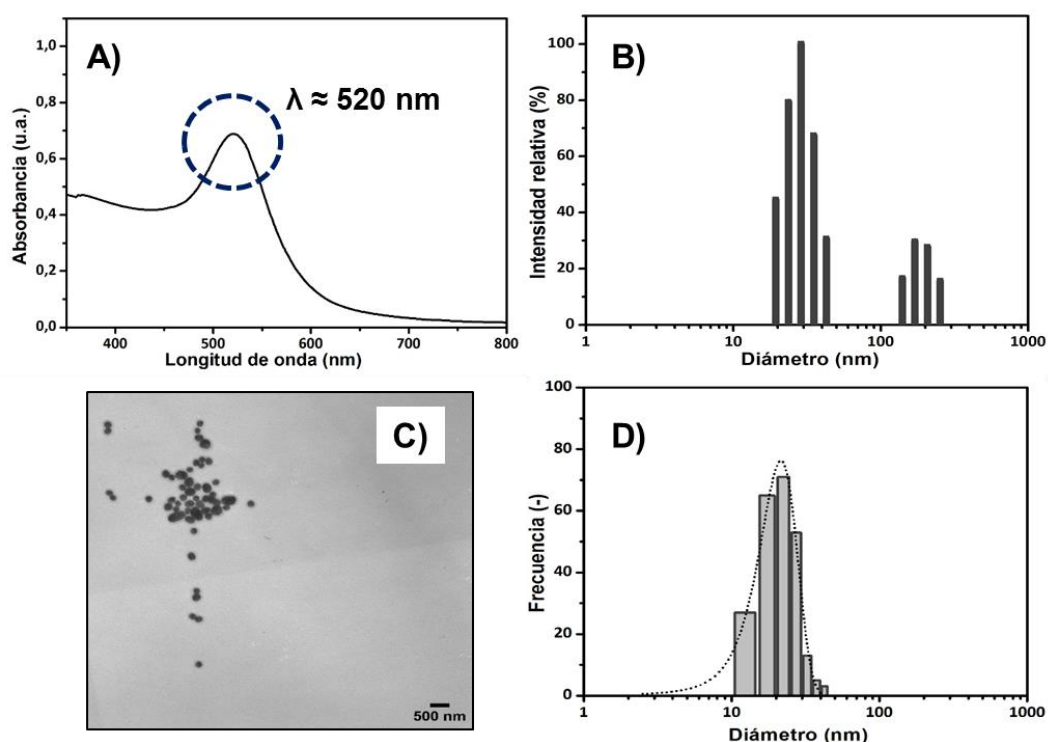 A)
λ ≈ 520 nm
1,0
0,8
0,6
0,4
0,2
0,0
Absorbancia (u.a.)
400 500 600 700 800
Longitud de onda (nm)
B)
100
80
60
40
20
0
Intensidad relativa (%)
1 10 100 1000
Diámetro (nm)
C)
500 nm
D)
100
80
60
40
20
0
Frecuencia (-)
1 10 100 1000
Diámetro (nm)